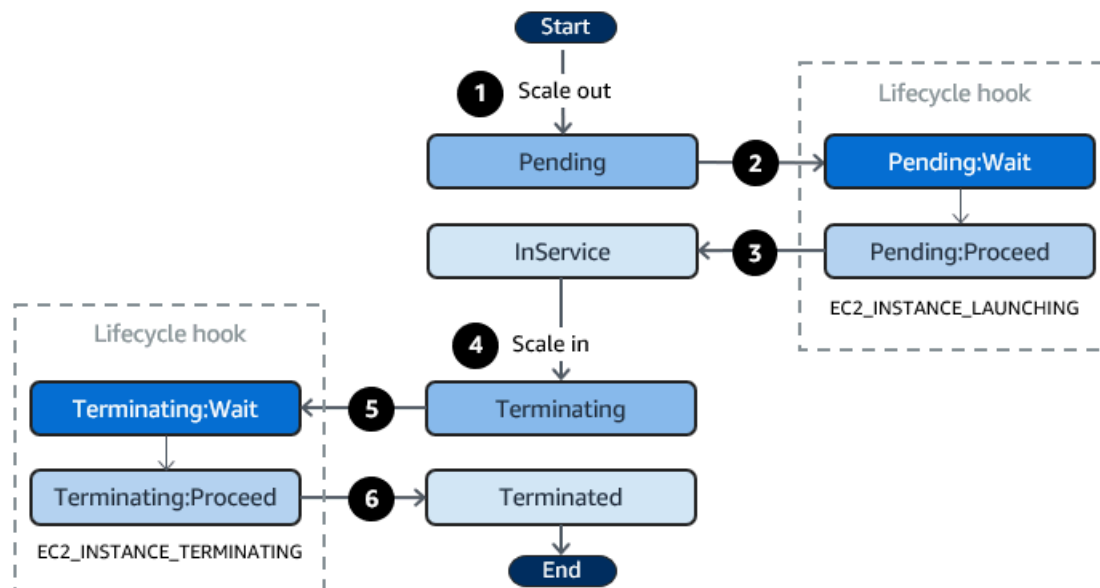 Start
1
Scale out
Lifecycle hook
Pending
2
Pending:Wait
InService
3
Pending:Proceed
EC2_INSTANCE_LAUNCHING
Lifecycle hook
4
Scale in
Terminating:Wait
5
Terminating
Terminating:Proceed
6
Terminated
EC2_INSTANCE_TERMINATING
End